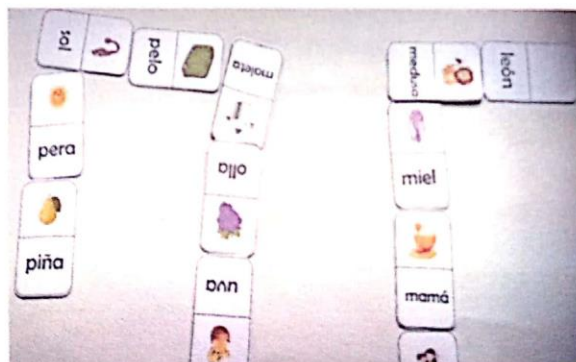 sol
pelo
maleta
medusa
león
pera
olla
miel
piña
uva
mamá